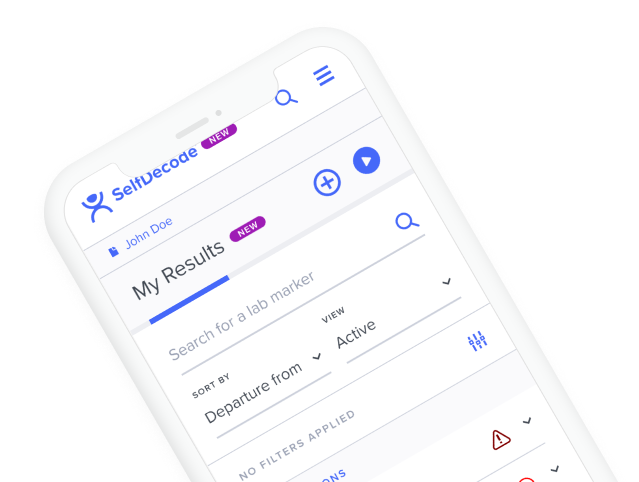 SelfDecode NEW
John Doe
My Results NEW
Search for a lab marker
SORT BY
Departure from
VIEW
Active
NO FILTERS APPLIED